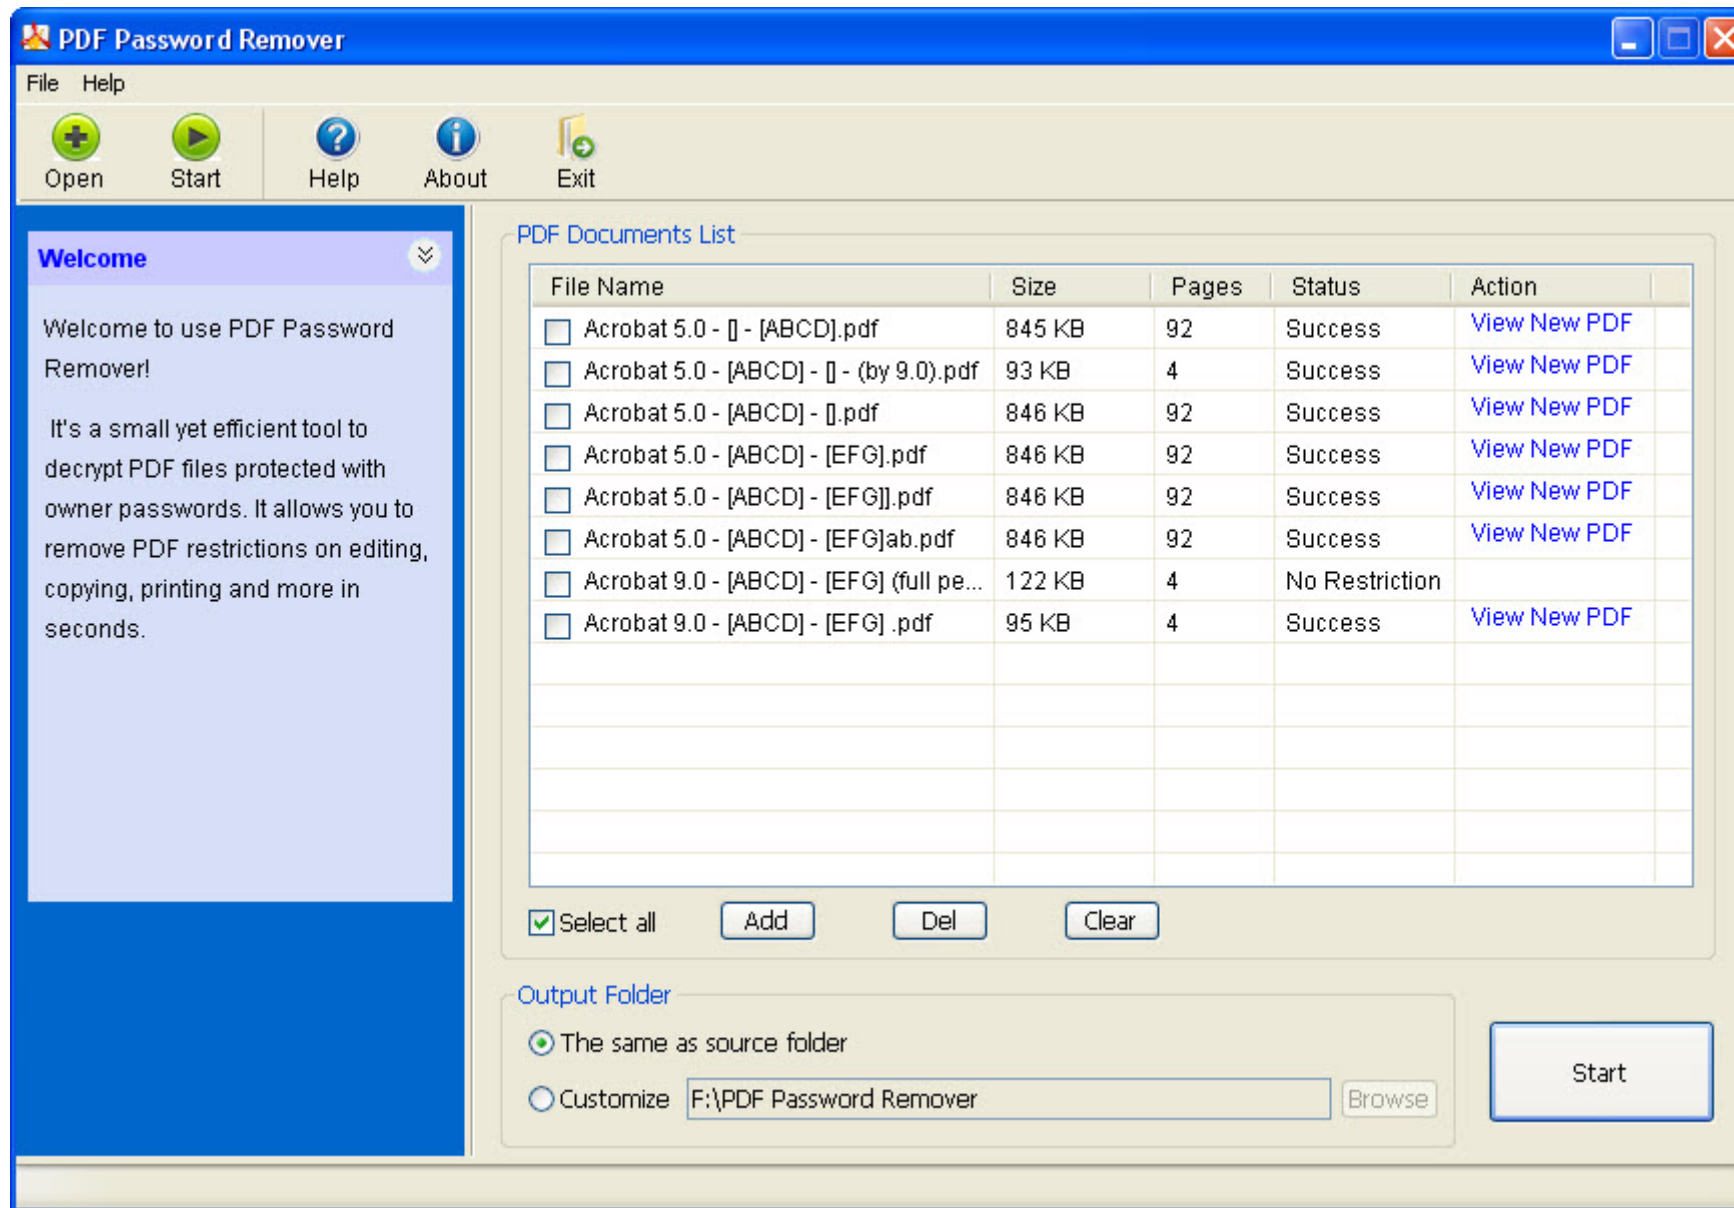 PDF Password Remover
File Help
Open Start Help About Exit
Welcome
Welcome to use PDF Password
Remover!
It's a small yet efficient tool to
decrypt PDF files protected with
owner passwords. It allows you to
remove PDF restrictions on editing,
copying, printing and more in
seconds.
PDF Documents List
File Name Size Pages Status Action
Acrobat 5.0 - [] - [ABCD].pdf 845 KB 92 Success View New PDF
Acrobat 5.0 - [ABCD] - [] - (by 9.0).pdf 93 KB 4 Success View New PDF
Acrobat 5.0 - [ABCD] - [].pdf 846 KB 92 Success View New PDF
Acrobat 5.0 - [ABCD] - [EFG].pdf 846 KB 92 Success View New PDF
Acrobat 5.0 - [ABCD] - [EFG]].pdf 846 KB 92 Success View New PDF
Acrobat 5.0 - [ABCD] - [EFG]ab.pdf 846 KB 92 Success View New PDF
Acrobat 9.0 - [ABCD] - [EFG] (full pe... 122 KB 4 No Restriction
Acrobat 9.0 - [ABCD] - [EFG] .pdf 95 KB 4 Success View New PDF
Select all Add Del Clear
Output Folder
The same as source folder
Customize F:\PDF Password Remover Browse
Start